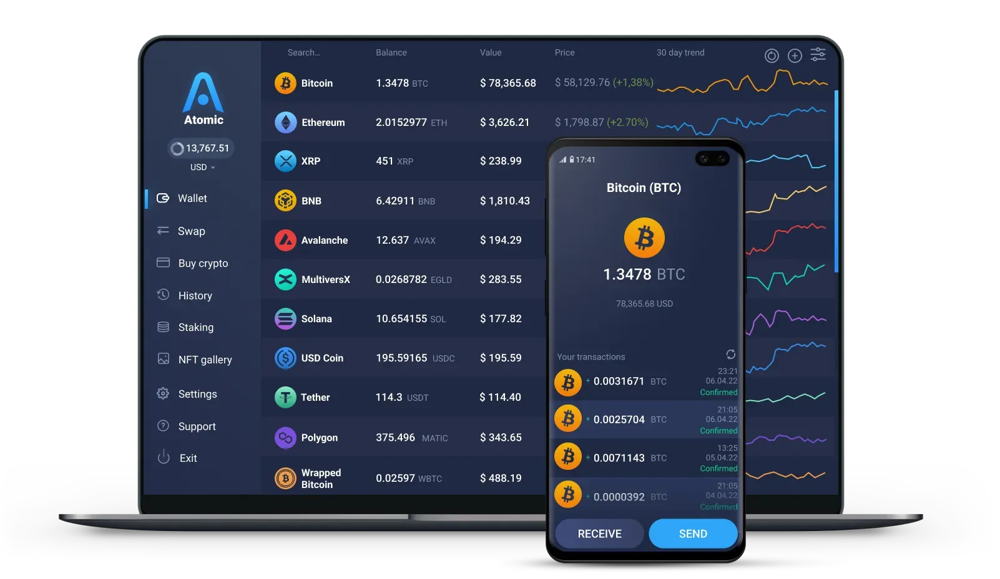 Search... Balance Value Price 30 day trend
Atomic
13,767.51
USD
Wallet
Swap
Buy crypto
History
Staking
NFT gallery
Settings
Support
Exit
Bitcoin 1.3478 BTC $ 78,365.68 $ 58,129.76 (+1,38%)
Ethereum 2.0152977 ETH $ 3,626.21 $ 1,798.87 (+2.70%)
XRP 451 XRP $ 238.99
BNB 6.42911 BNB $ 1,810.43
Avalanche 12.637 AVAX $ 194.29
MultiversX 0.0268782 EGLD $ 283.55
Solana 10.654155 SOL $ 177.82
USD Coin 195.59165 USDC $ 195.59
Tether 114.3 USDT $ 114.40
Polygon 375.496 MATIC $ 343.65
Wrapped
Bitcoin 0.02597 WBTC $ 488.19
17:41
Bitcoin (BTC)
1.3478 BTC
78,365.68 USD
Your transactions
23:21
+ 0.0031671 BTC 06.04.22
Confirmed
21:05
+ 0.0025704 BTC 06.04.22
Confirmed
13:25
+ 0.0071143 BTC 05.04.22
Confirmed
21:05
+ 0.0000392 BTC 04.04.22
Confirmed
RECEIVE SEND